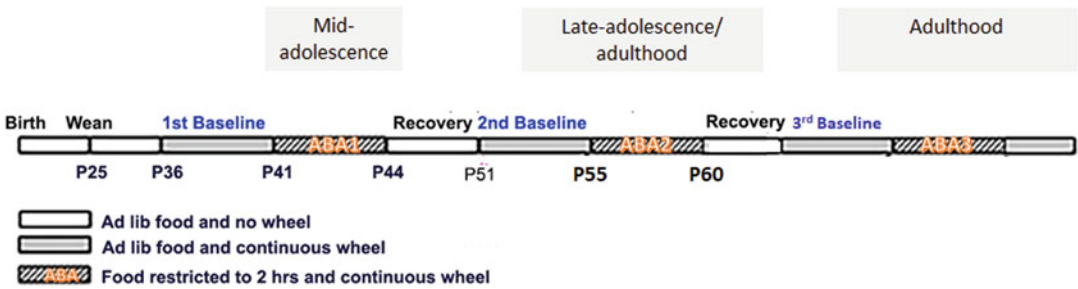 Mid-
adolescence
Late-adolescence/
adulthood
Adulthood
Birth Wean 1st Baseline Recovery 2nd Baseline Recovery 3rd Baseline
ABA1 ABA2 ABA3
P25 P36 P41 P44 P51 P55 P60
Ad lib food and no wheel
Ad lib food and continuous wheel
ABA Food restricted to 2 hrs and continuous wheel